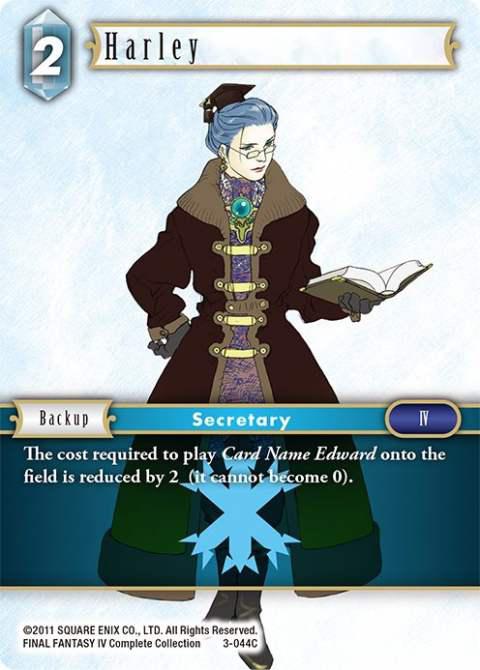 2
Harley
Backup
Secretary
IV
The cost required to play Card Name Edward onto the
field is reduced by 2 (it cannot become 0).
©2011 SQUARE ENIX CO., LTD. All Rights Reserved.
FINAL FANTASY IV Complete Collection 3-044C